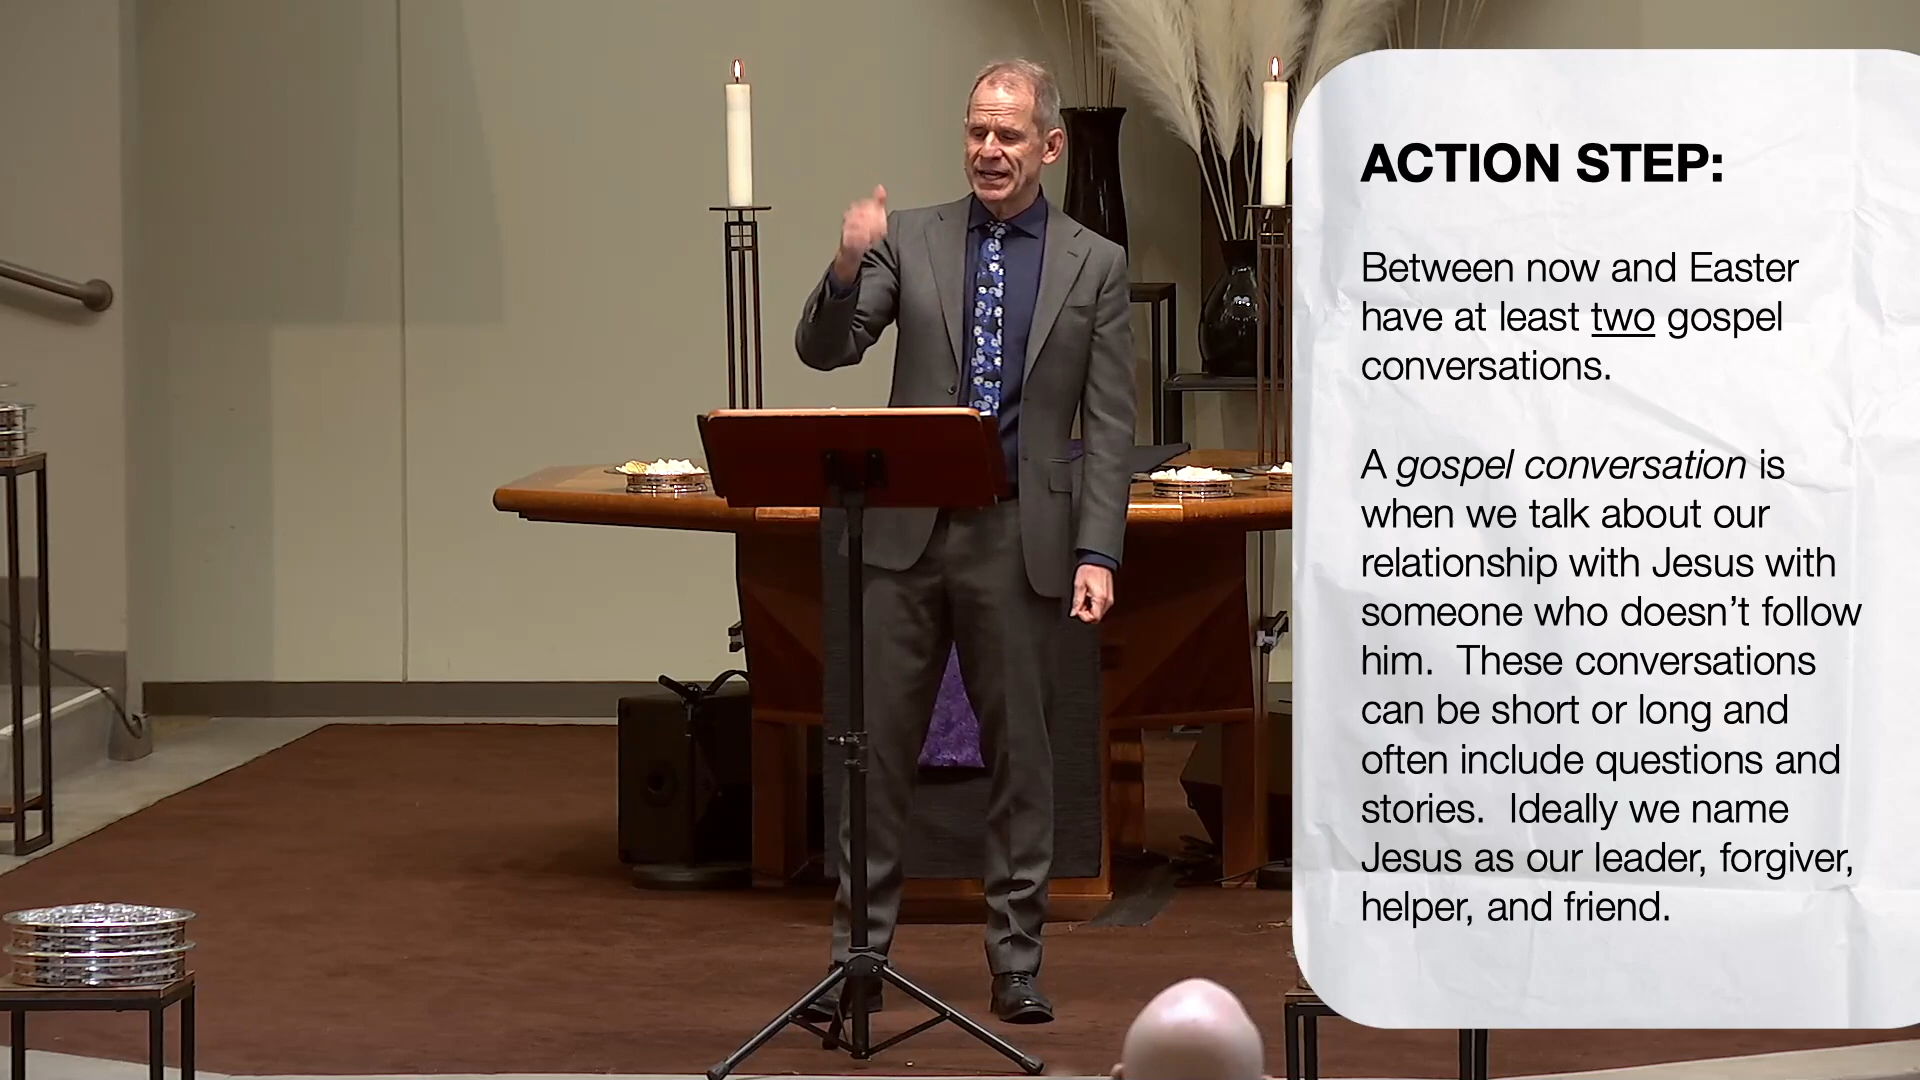 ACTION STEP:
Between now and Easter
have at least two gospel
conversations.
A gospel conversation is
when we talk about our
relationship with Jesus with
someone who doesn’t follow
him.  These conversations
can be short or long and
often include questions and
stories.  Ideally we name
Jesus as our leader, forgiver,
helper, and friend.